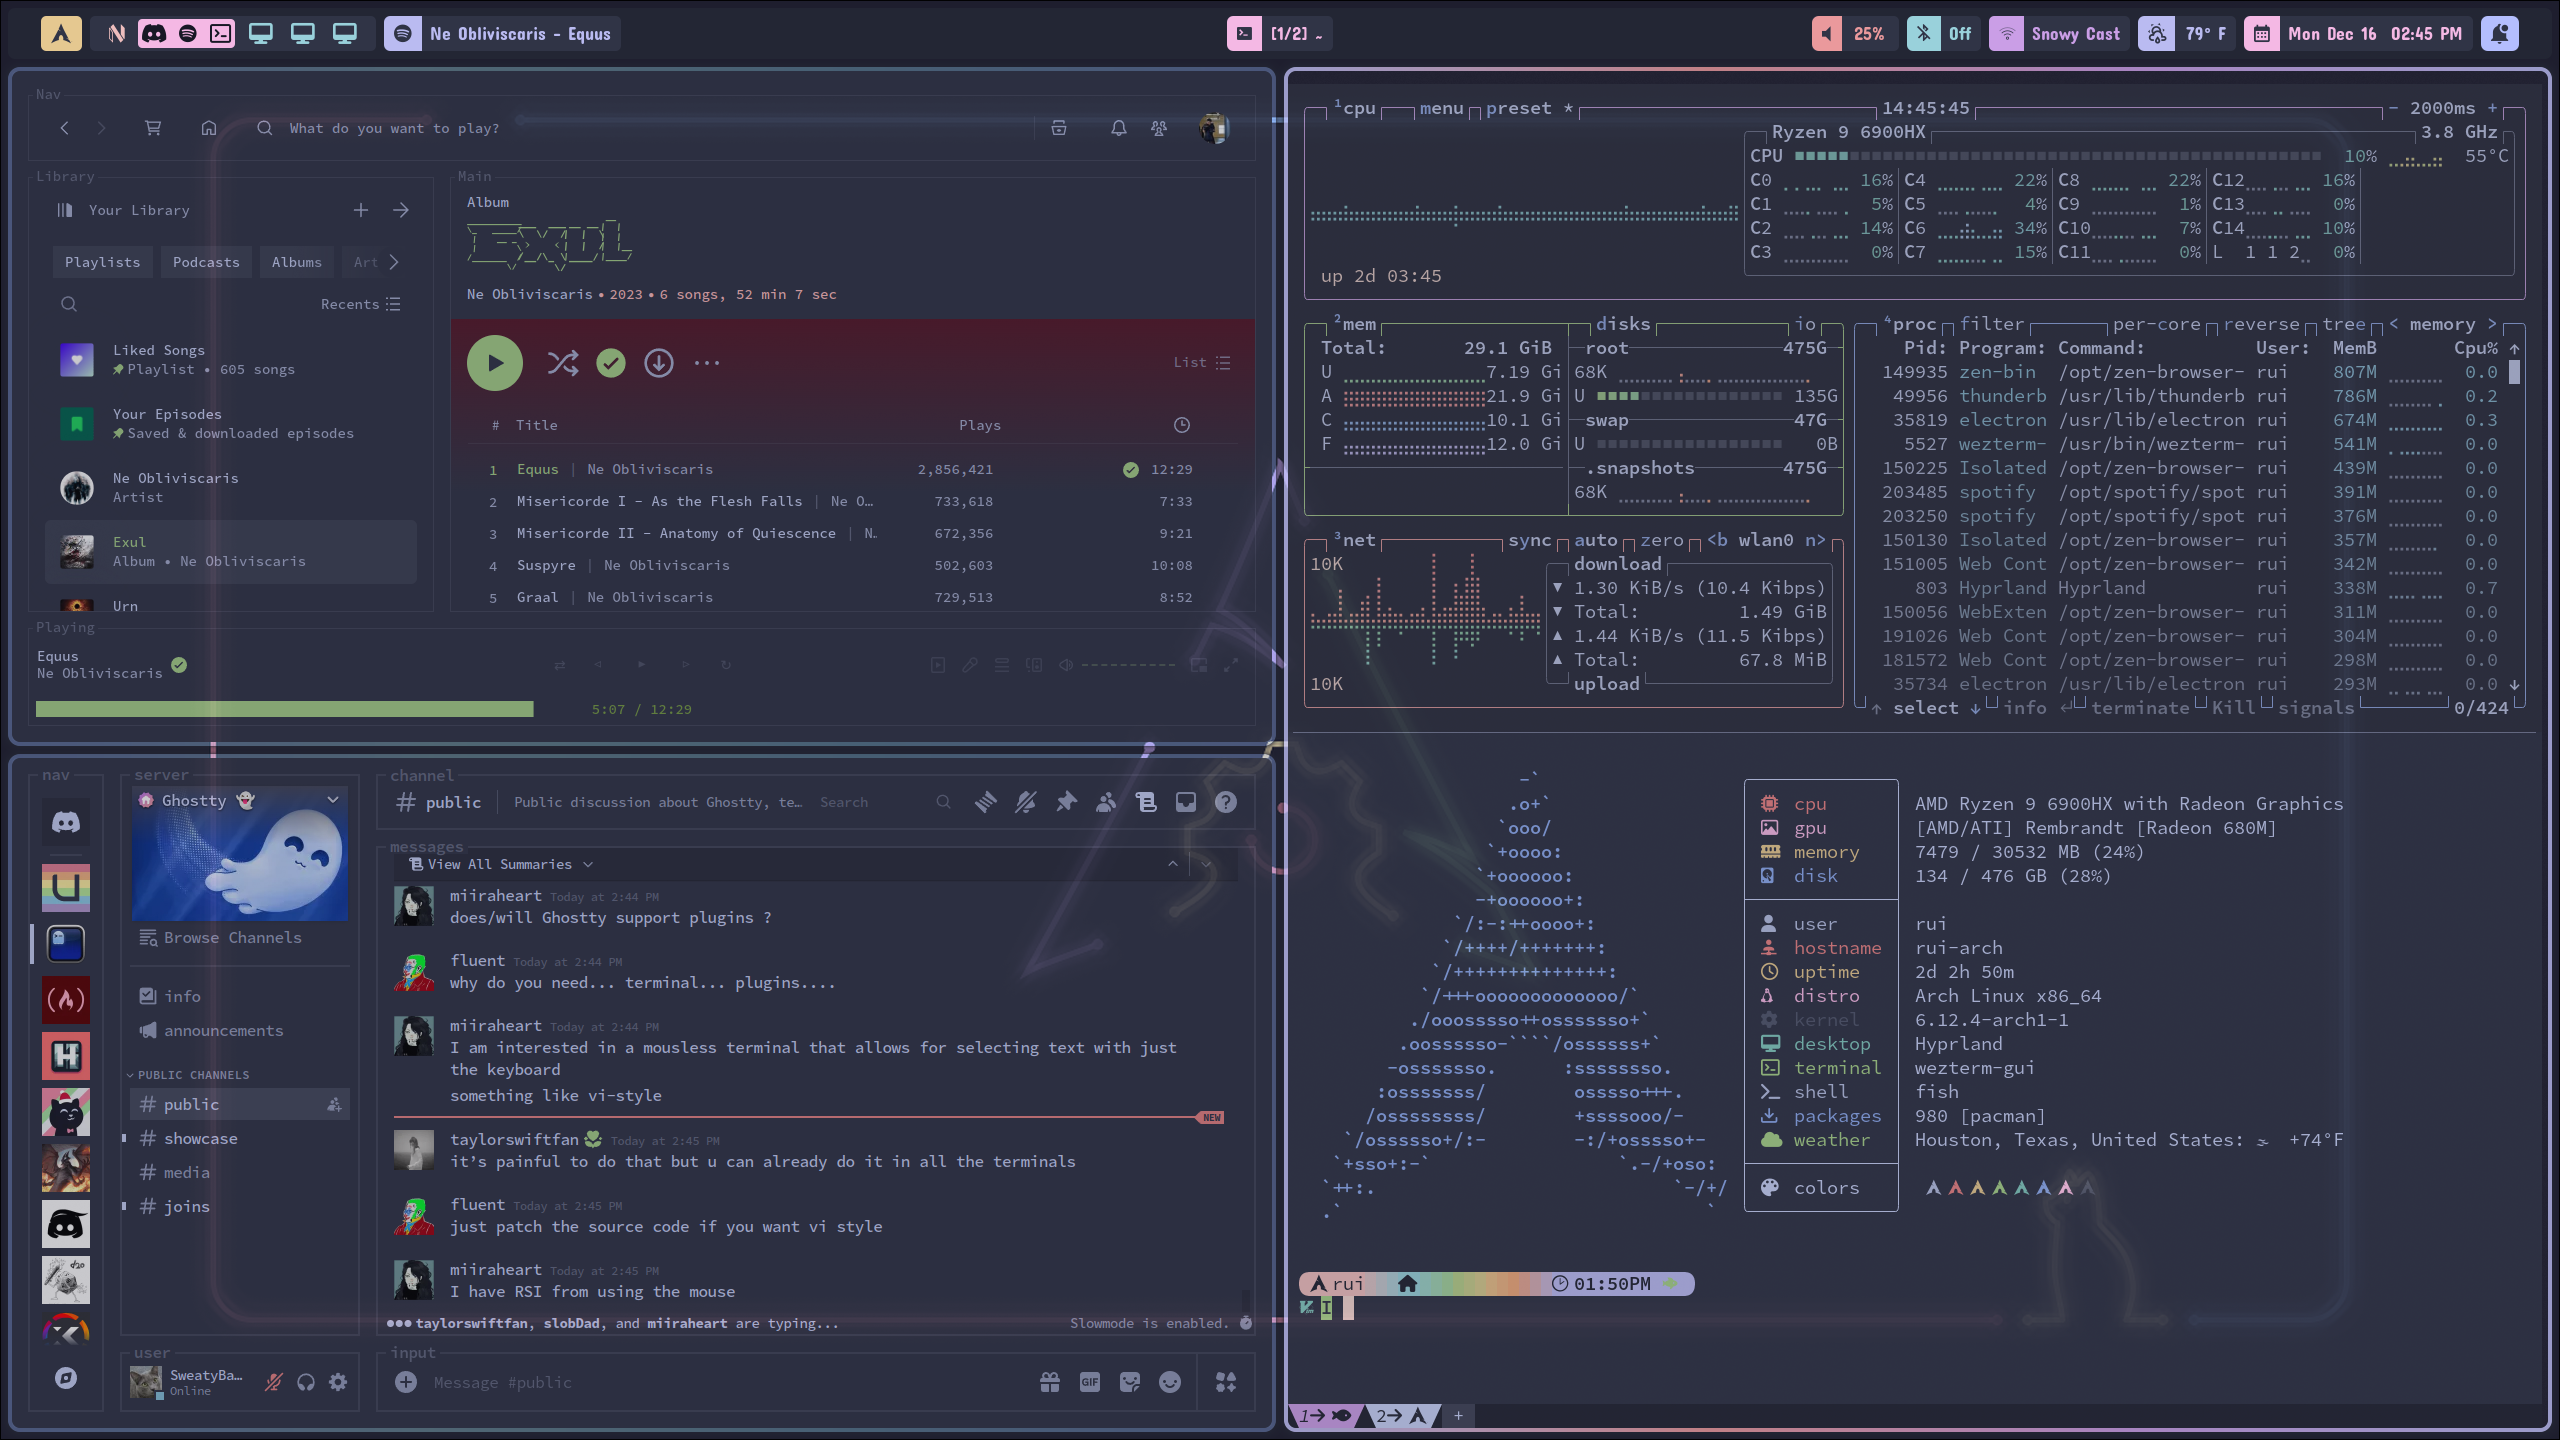 Ne Obliviscaris - Equus
[1/2] ~
25%
Off
Snowy Cast
79° F
Mon Dec 16 02:45 PM
Nav
What do you want to play?
Library
Your Library
Playlists Podcasts Albums Art
Recents
Liked Songs
Playlist • 605 songs
Your Episodes
Saved & downloaded episodes
Ne Obliviscaris
Artist
Exul
Album • Ne Obliviscaris
Urn
Main
Album
EXUL
Ne Obliviscaris • 2023 • 6 songs, 52 min 7 sec
List
# Title Plays
1 Equus | Ne Obliviscaris 2,856,421 12:29
2 Misericorde I - As the Flesh Falls | Ne O… 733,618 7:33
3 Misericorde II - Anatomy of Quiescence | N… 672,356 9:21
4 Suspyre | Ne Obliviscaris 502,603 10:08
5 Graal | Ne Obliviscaris 729,513 8:52
Playing
Equus
Ne Obliviscaris
5:07 / 12:29
nav
server
Ghostty
Browse Channels
info
announcements
PUBLIC CHANNELS
# public
# showcase
# media
# joins
user
SweatyBa…
Online
channel
# public Public discussion about Ghostty, te… Search
messages
View All Summaries
miiraheart Today at 2:44 PM
does/will Ghostty support plugins ?
fluent Today at 2:44 PM
why do you need... terminal... plugins....
miiraheart Today at 2:44 PM
I am interested in a mousless terminal that allows for selecting text with just
the keyboard
something like vi-style
NEW
taylorswiftfan Today at 2:45 PM
it's painful to do that but u can already do it in all the terminals
fluent Today at 2:45 PM
just patch the source code if you want vi style
miiraheart Today at 2:45 PM
I have RSI from using the mouse
taylorswiftfan, slobDad, and miiraheart are typing...
Slowmode is enabled.
input
Message #public
GIF
1cpu menu preset * 14:45:45 - 2000ms +
Ryzen 9 6900HX 3.8 GHz
CPU 10% 55°C
C0 16% C4 22% C8 22% C12 16%
C1 5% C5 4% C9 1% C13 0%
C2 14% C6 34% C10 7% C14 10%
C3 0% C7 15% C11 0% L 1 1 2 0%
up 2d 03:45
2mem
Total: 29.1 GiB
U 7.19 Gi
A 21.9 Gi
C 10.1 Gi
F 12.0 Gi
disks io
root 475G
68K
U 135G
swap 47G
U 0B
.snapshots 475G
68K
3net sync auto zero <b wlan0 n>
10K
10K
download
▼ 1.30 KiB/s (10.4 Kibps)
▼ Total: 1.49 GiB
▲ 1.44 KiB/s (11.5 Kibps)
▲ Total: 67.8 MiB
upload
4proc filter per-core reverse tree < memory >
Pid: Program: Command: User: MemB Cpu% ↑
149935 zen-bin /opt/zen-browser- rui 807M 0.0
49956 thunderb /usr/lib/thunderb rui 786M 0.2
35819 electron /usr/lib/electron rui 674M 0.3
5527 wezterm- /usr/bin/wezterm- rui 541M 0.0
150225 Isolated /opt/zen-browser- rui 439M 0.0
203485 spotify /opt/spotify/spot rui 391M 0.0
203250 spotify /opt/spotify/spot rui 376M 0.0
150130 Isolated /opt/zen-browser- rui 357M 0.0
151005 Web Cont /opt/zen-browser- rui 342M 0.0
803 Hyprland Hyprland rui 338M 0.7
150056 WebExten /opt/zen-browser- rui 311M 0.0
191026 Web Cont /opt/zen-browser- rui 304M 0.0
181572 Web Cont /opt/zen-browser- rui 298M 0.0
35734 electron /usr/lib/electron rui 293M 0.0 ↓
↑ select ↓ info ↵ terminate Kill signals 0/424
-`
.o+`
`ooo/
`+oooo:
`+oooooo:
-+oooooo+:
`/:-:++oooo+:
`/++++/+++++++:
`/++++++++++++++:
`/+++ooooooooooooo/`
./ooosssso++osssssso+`
.oossssso-````/ossssss+`
-osssssso. :ssssssso.
:osssssss/ osssso+++.
/ossssssss/ +ssssooo/-
`/ossssso+/:- -:/+osssso+-
`+sso+:-` `.-/+oso:
`++:. `-/+/
.` `
cpu AMD Ryzen 9 6900HX with Radeon Graphics
gpu [AMD/ATI] Rembrandt [Radeon 680M]
memory 7479 / 30532 MB (24%)
disk 134 / 476 GB (28%)
user rui
hostname rui-arch
uptime 2d 2h 50m
distro Arch Linux x86_64
kernel 6.12.4-arch1-1
desktop Hyprland
terminal wezterm-gui
shell fish
packages 980 [pacman]
weather Houston, Texas, United States: +74°F
colors
rui 01:50PM
I
1→ 2→ +